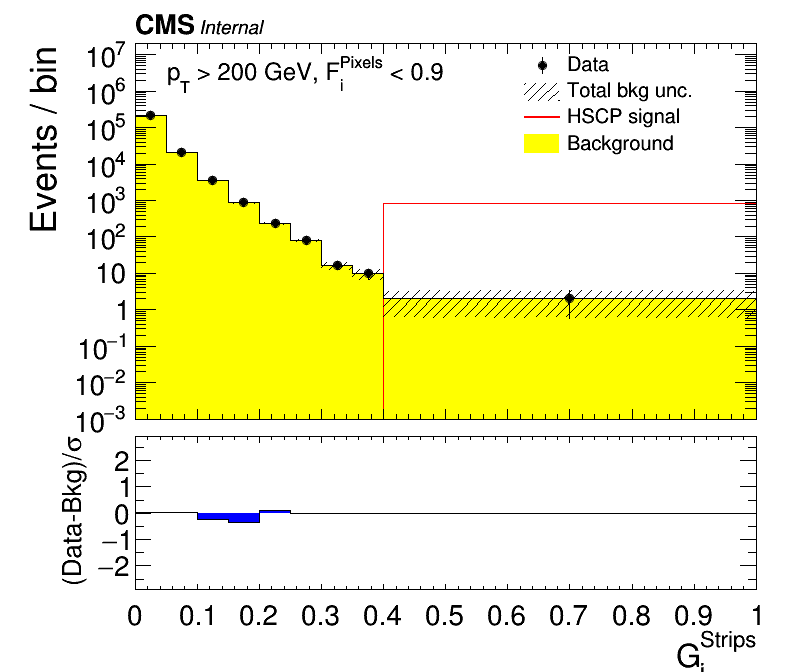 CMS Internal
p_T > 200 GeV, F_i^Pixels < 0.9
Data
Total bkg unc.
HSCP signal
Background
Events / bin
10^7
10^6
10^5
10^4
10^3
10^2
10
1
10^−1
10^−2
10^−3
(Data-Bkg)/σ
2
1
0
−1
−2
0 0.1 0.2 0.3 0.4 0.5 0.6 0.7 0.8 0.9 1
G_i^Strips